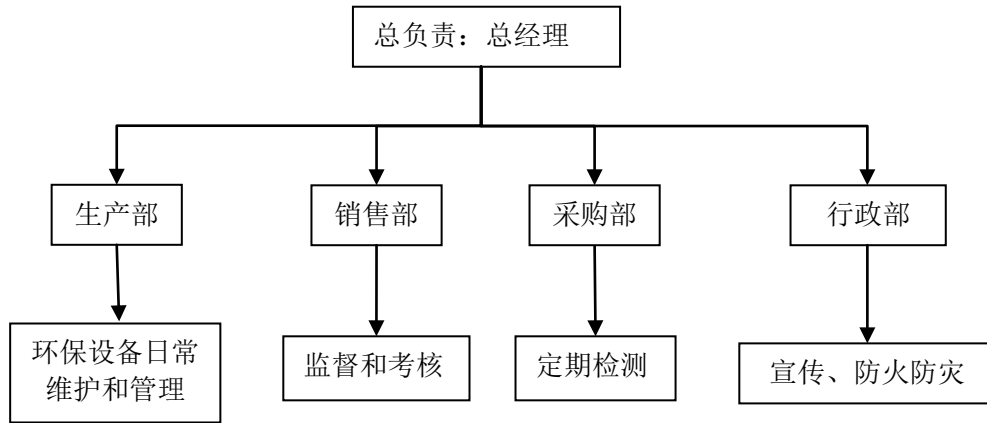 总负责：总经理
生产部
销售部
采购部
行政部
环保设备日常
维护和管理
监督和考核
定期检测
宣传、防火防灾